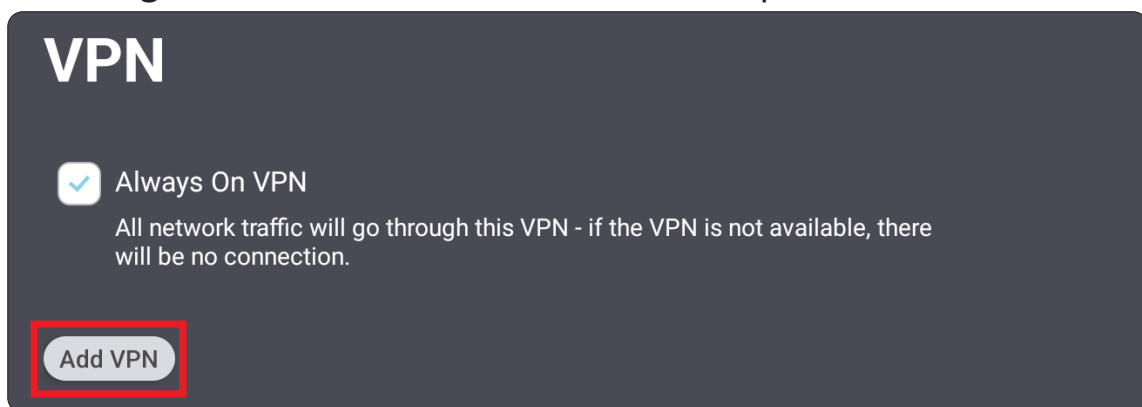 VPN
Always On VPN
All network traffic will go through this VPN - if the VPN is not available, there
will be no connection.
Add VPN